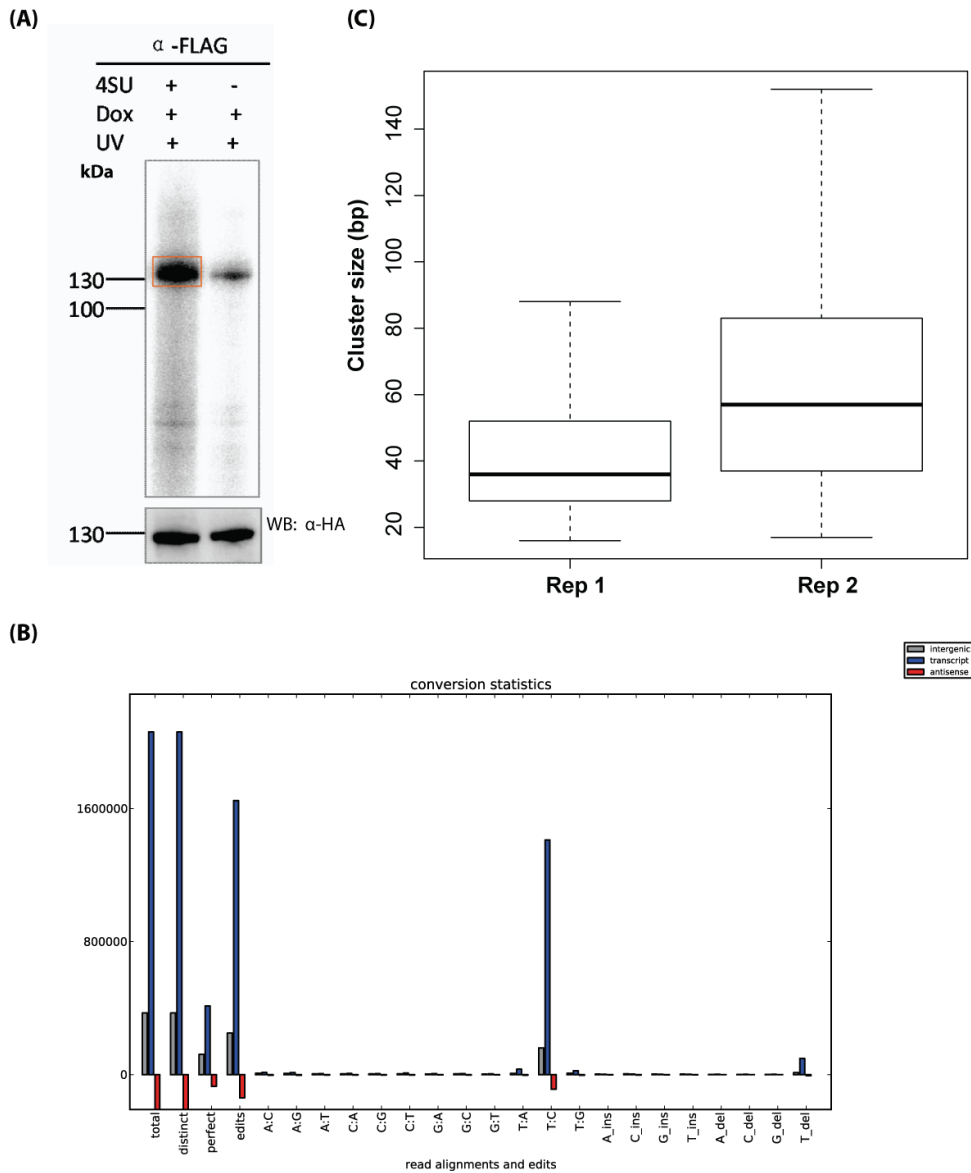 (A)
α -FLAG
4SU + -
Dox + +
UV + +
kDa
130
100
130
WB: α-HA
(C)
Cluster size (bp)
140
120
100
80
60
40
20
Rep 1 Rep 2
(B)
intergenic
transcript
antisense
conversion statistics
1600000
800000
0
total distinct perfect edits A:C A:G A:T C:A C:G C:T G:A G:C G:T T:A T:C T:G A_ins C_ins G_ins T_ins A_del C_del G_del T_del
read alignments and edits